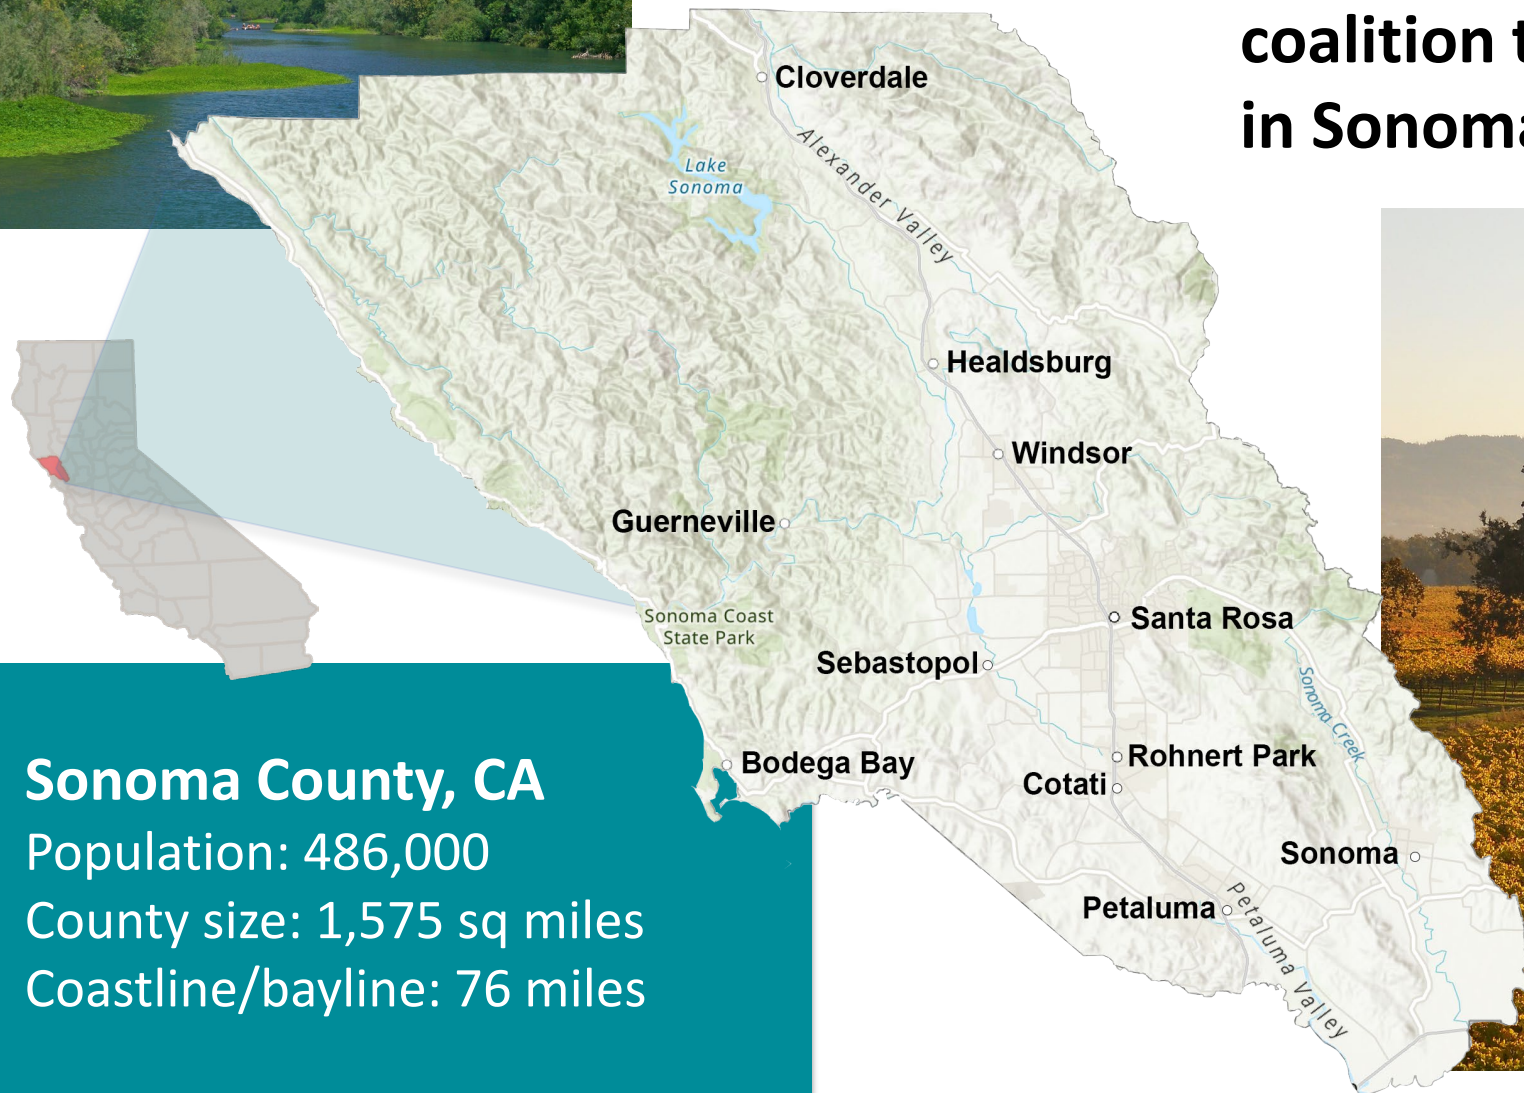 coalition t
in Sonoma
Cloverdale
Alexander Valley
Lake
Sonoma
Healdsburg
Windsor
Guerneville
Sonoma Coast
State Park
Santa Rosa
Sebastopol
Sonoma Creek
Bodega Bay
Rohnert Park
Cotati
Sonoma
Petaluma
Petaluma Valley
Sonoma County, CA
Population: 486,000
County size: 1,575 sq miles
Coastline/bayline: 76 miles